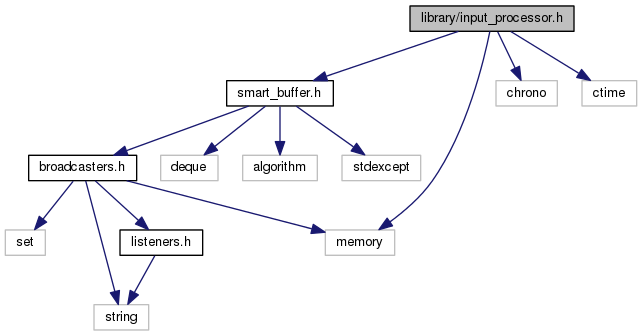 library/input_processor.h
smart_buffer.h
chrono
ctime
broadcasters.h
deque
algorithm
stdexcept
set
listeners.h
memory
string